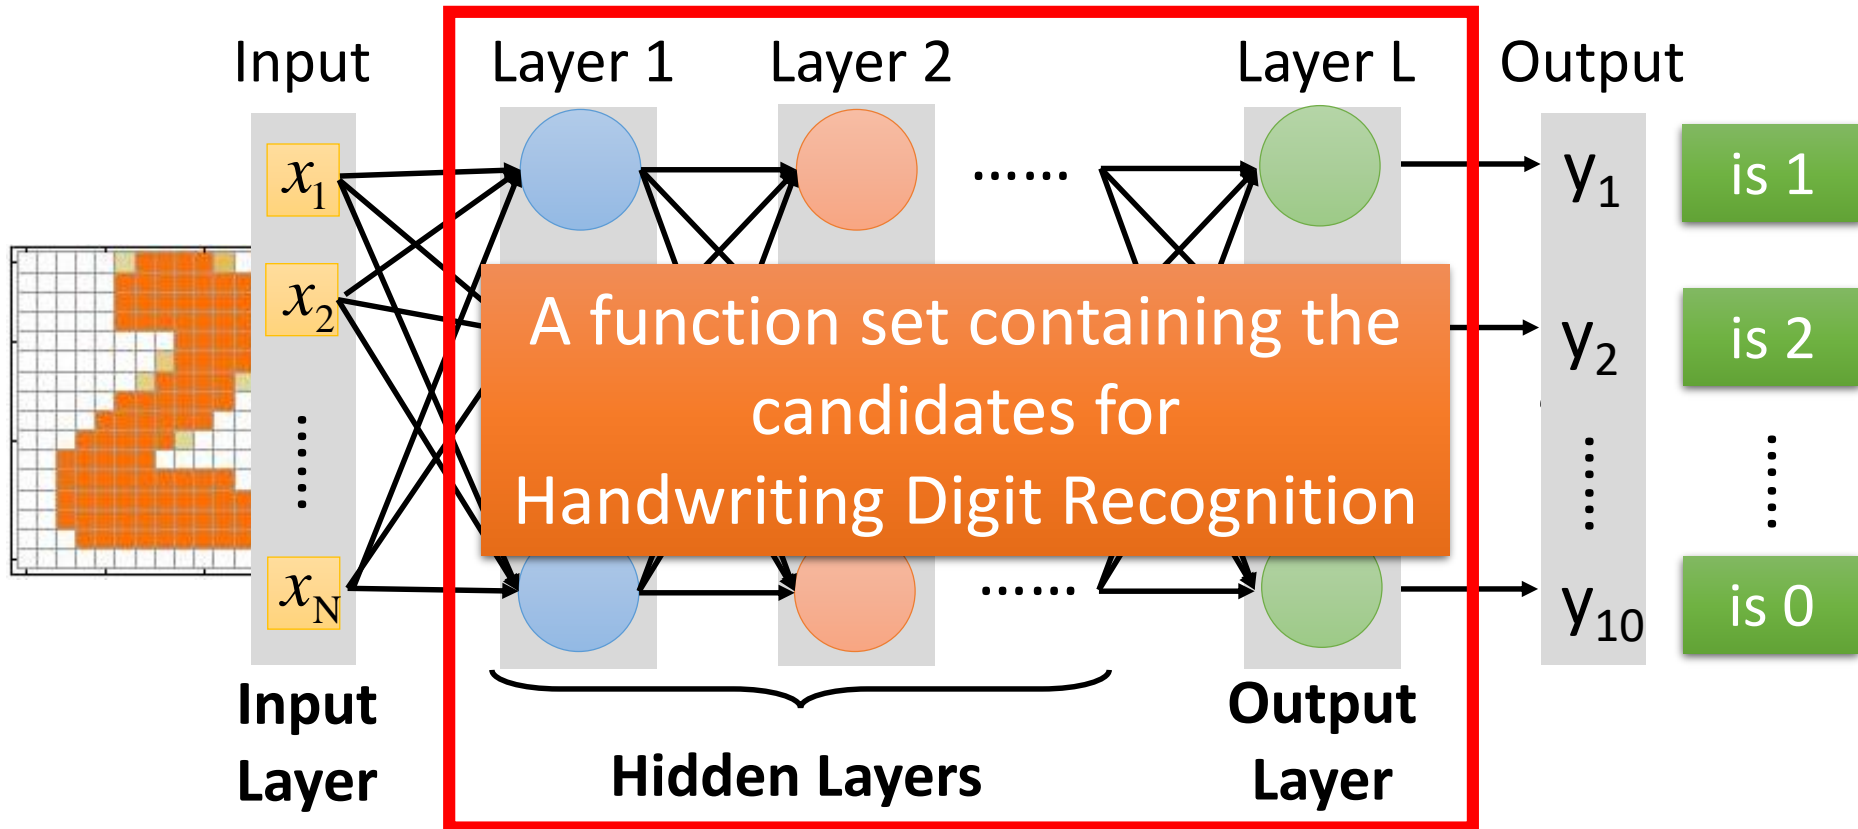 Input
Layer 1
Layer 2
Layer L
Output
x₁
x₂
⋮
x_N
……
……
A function set containing the
candidates for
Handwriting Digit Recognition
y₁
y₂
⋮
y₁₀
is 1
is 2
⋮
is 0
Input
Layer
Hidden Layers
Output
Layer